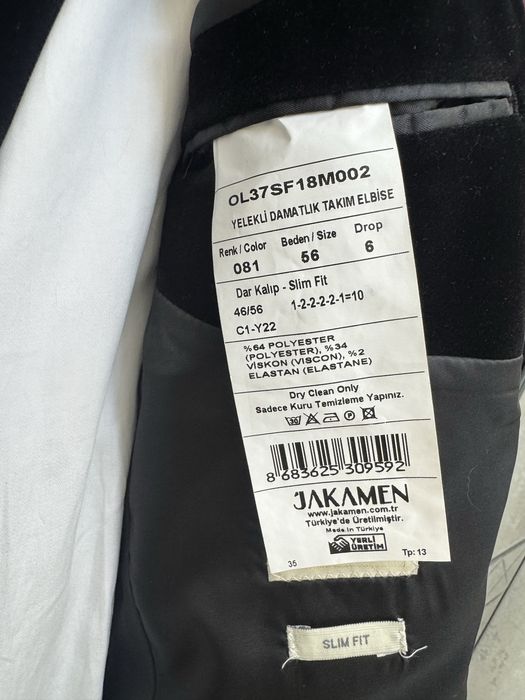 OL37SF18M002
YELEKLİ DAMATLIK TAKIM ELBİSE
Renk / Color Beden / Size Drop
081 56 6
Dar Kalıp - Slim Fit
46/56 1-2-2-2-2-1=10
C1-Y22
%64 POLYESTER
(POLYESTER), %34
VİSKON (VISCON), %2
ELASTAN (ELASTANE)
Dry Clean Only
Sadece Kuru Temizleme Yapınız.
30 P
8 683625 309592
JAKAMEN
www.jakamen.com.tr
Türkiye'de Üretilmiştir.
Made in Türkiye
YERLİ
ÜRETİM
35 Tp: 13
SLIM FIT